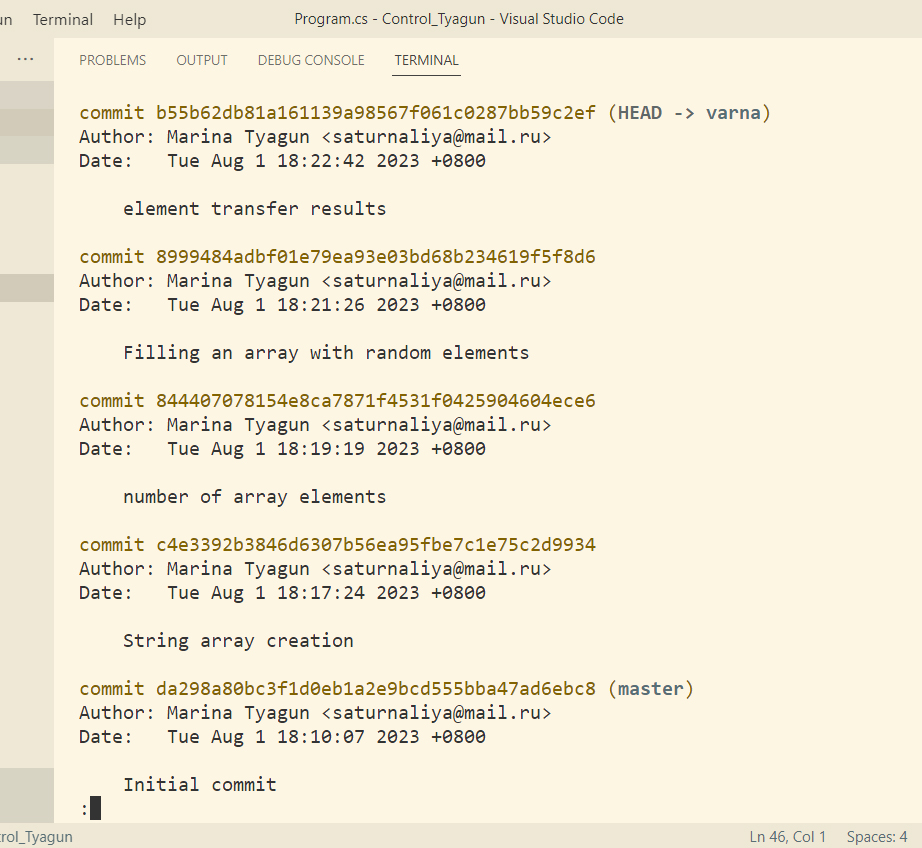 Terminal Help Program.cs - Control_Tyagun - Visual Studio Code
PROBLEMS OUTPUT DEBUG CONSOLE TERMINAL
commit b55b62db81a161139a98567f061c0287bb59c2ef (HEAD -> varna)
Author: Marina Tyagun <saturnaliya@mail.ru>
Date:   Tue Aug 1 18:22:42 2023 +0800
element transfer results
commit 8999484adbf01e79ea93e03bd68b234619f5f8d6
Author: Marina Tyagun <saturnaliya@mail.ru>
Date:   Tue Aug 1 18:21:26 2023 +0800
Filling an array with random elements
commit 844407078154e8ca7871f4531f0425904604ece6
Author: Marina Tyagun <saturnaliya@mail.ru>
Date:   Tue Aug 1 18:19:19 2023 +0800
number of array elements
commit c4e3392b3846d6307b56ea95fbe7c1e75c2d9934
Author: Marina Tyagun <saturnaliya@mail.ru>
Date:   Tue Aug 1 18:17:24 2023 +0800
String array creation
commit da298a80bc3f1d0eb1a2e9bcd555bba47ad6ebc8 (master)
Author: Marina Tyagun <saturnaliya@mail.ru>
Date:   Tue Aug 1 18:10:07 2023 +0800
Initial commit
:
rol_Tyagun Ln 46, Col 1 Spaces: 4